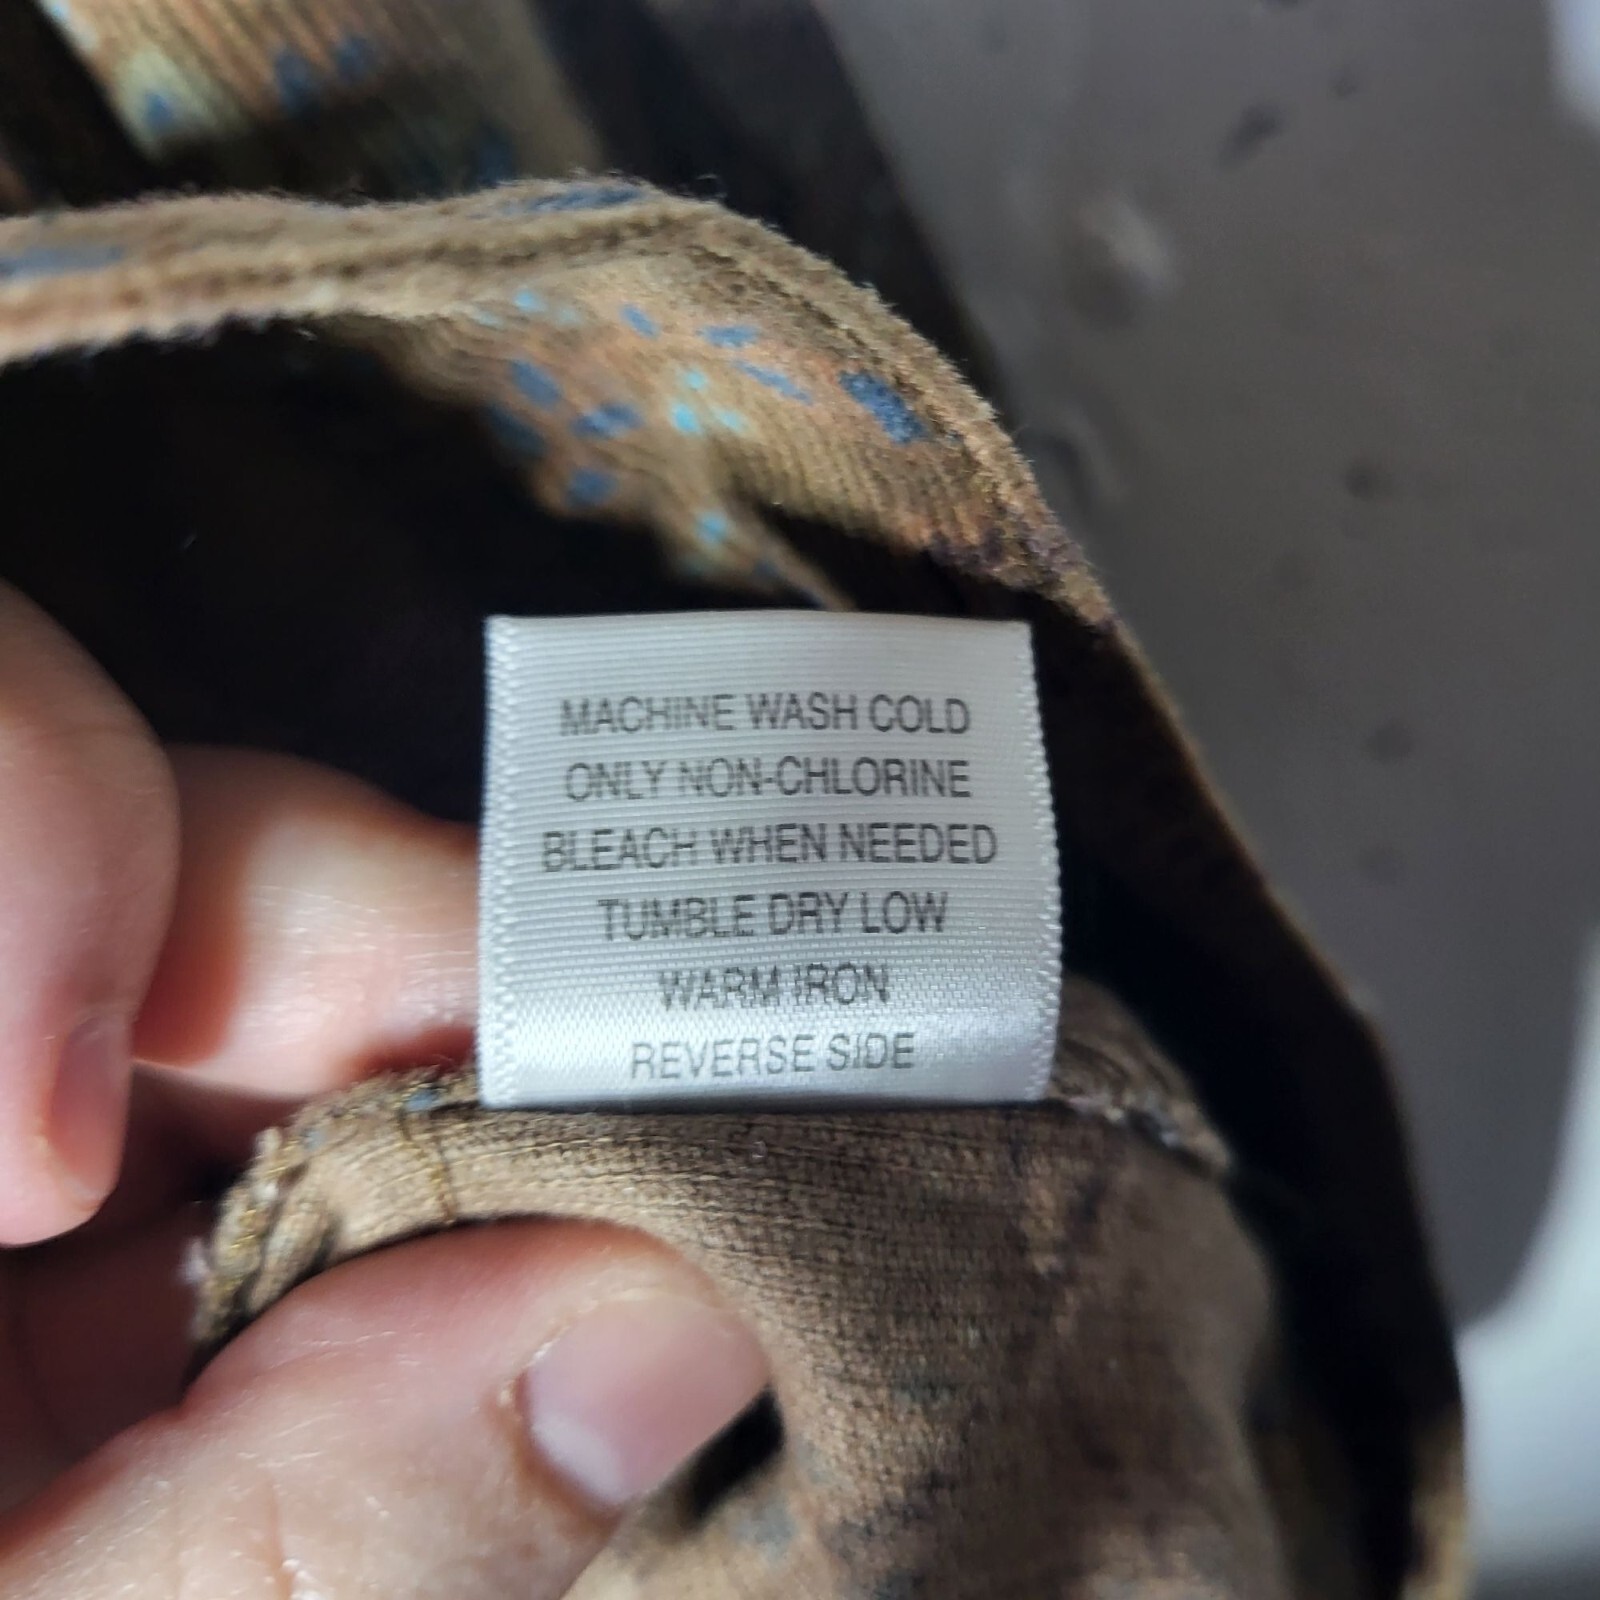 MACHINE WASH COLD
ONLY NON-CHLORINE
BLEACH WHEN NEEDED
TUMBLE DRY LOW
WARM IRON
REVERSE SIDE